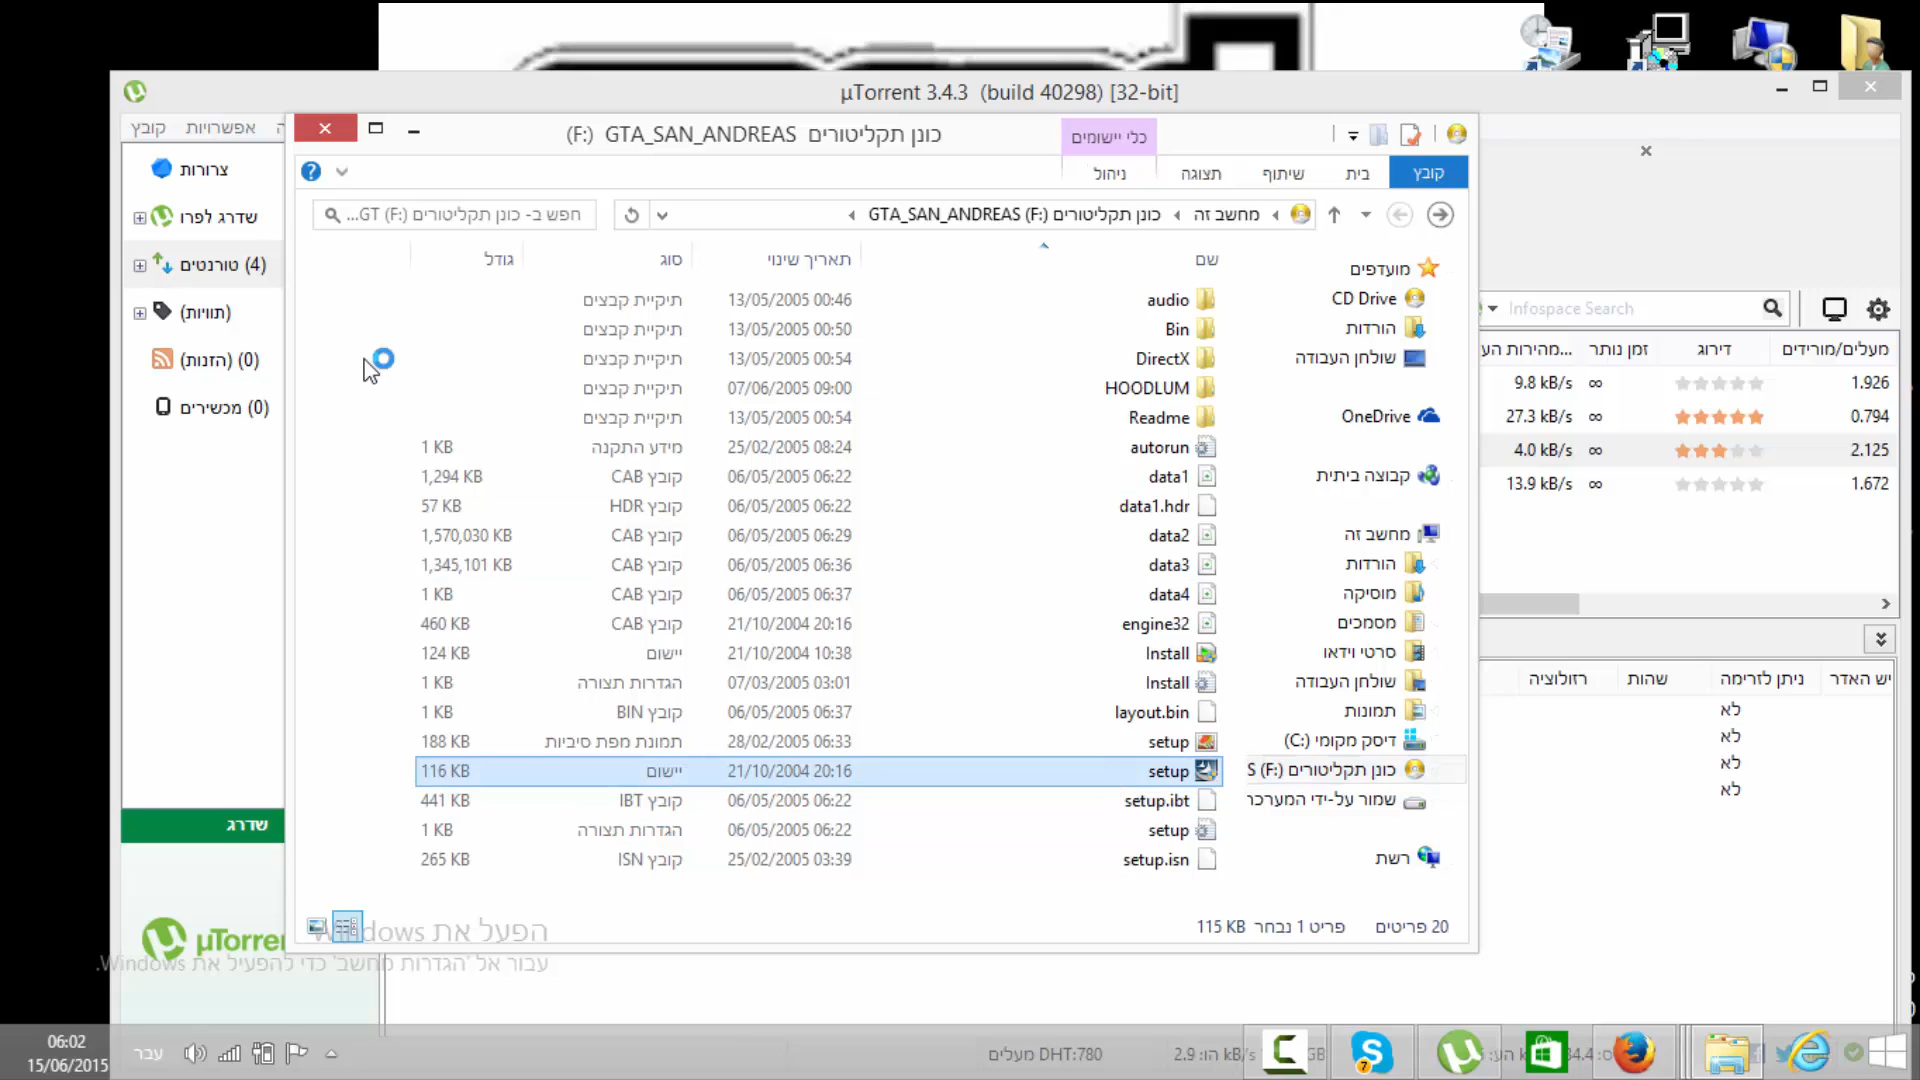 µTorrent 3.4.3 (build 40298) [32-bit]
קובץ אפשרויות
כונן תקליטורים GTA_SAN_ANDREAS (F:)
כלי יישומים
קובץ בית שיתוף תצוגה ניהול
מחשב זה כונן תקליטורים (F:) GTA_SAN_ANDREAS
חפש ב- כונן תקליטורים (F:) GT...
שם תאריך שינוי סוג גודל
audio 13/05/2005 00:46 תיקיית קבצים
Bin 13/05/2005 00:50 תיקיית קבצים
DirectX 13/05/2005 00:54 תיקיית קבצים
HOODLUM 07/06/2005 09:00 תיקיית קבצים
Readme 13/05/2005 00:54 תיקיית קבצים
autorun 25/02/2005 08:24 מידע התקנה 1 KB
data1 06/05/2005 06:22 קובץ CAB 1,294 KB
data1.hdr 06/05/2005 06:22 קובץ HDR 57 KB
data2 06/05/2005 06:29 קובץ CAB 1,570,030 KB
data3 06/05/2005 06:36 קובץ CAB 1,345,101 KB
data4 06/05/2005 06:37 קובץ CAB 1 KB
engine32 21/10/2004 20:16 קובץ CAB 460 KB
Install 21/10/2004 10:38 יישום 124 KB
Install 07/03/2005 03:01 הגדרות תצורה 1 KB
layout.bin 06/05/2005 06:37 קובץ BIN 1 KB
setup 28/02/2005 06:33 תמונת מפת סיביות 188 KB
setup 21/10/2004 20:16 יישום 116 KB
setup.ibt 06/05/2005 06:22 קובץ IBT 441 KB
setup 06/05/2005 06:22 הגדרות תצורה 1 KB
setup.isn 25/02/2005 03:39 קובץ ISN 265 KB
מועדפים
CD Drive
הורדות
שולחן העבודה
OneDrive
קבוצה ביתית
מחשב זה
הורדות
מוסיקה
מסמכים
סרטי וידאו
שולחן העבודה
תמונות
דיסק מקומי (C:)
כונן תקליטורים (F:) S
שמור על-ידי המערכ
רשת
20 פריטים פריט 1 נבחר 115 KB
צרורות
שדרג לפרו
טורנטים (4)
(תוויות)
(הזנות) (0)
מכשירים (0)
שדרג
µTorre
Infospace Search
מעלים/מורידים דירוג זמן נותר מהירות הע...
1.926 ∞ 9.8 kB/s
0.794 ∞ 27.3 kB/s
2.125 ∞ 4.0 kB/s
1.672 ∞ 13.9 kB/s
יש האדר ניתן לזרימה שהות רזולוציה
לא
לא
לא
לא
הפעל את Windows
עבור אל 'הגדרות מחשב' כדי להפעיל את Windows.
DHT:780 מעלים
הו: 2.9 kB/s
7
עבר
06:02
15/06/2015